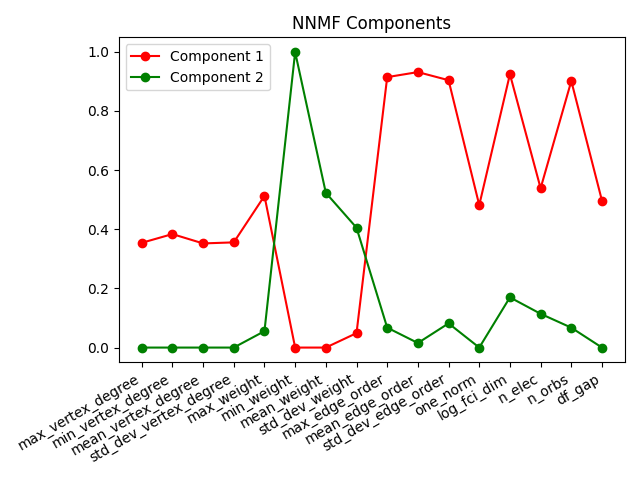 NNMF Components
Component 1
Component 2
1.0
0.8
0.6
0.4
0.2
0.0
max_vertex_degree
min_vertex_degree
mean_vertex_degree
std_dev_vertex_degree
max_weight
min_weight
mean_weight
std_dev_weight
max_edge_order
mean_edge_order
std_dev_edge_order
one_norm
log_fci_dim
n_elec
n_orbs
df_gap